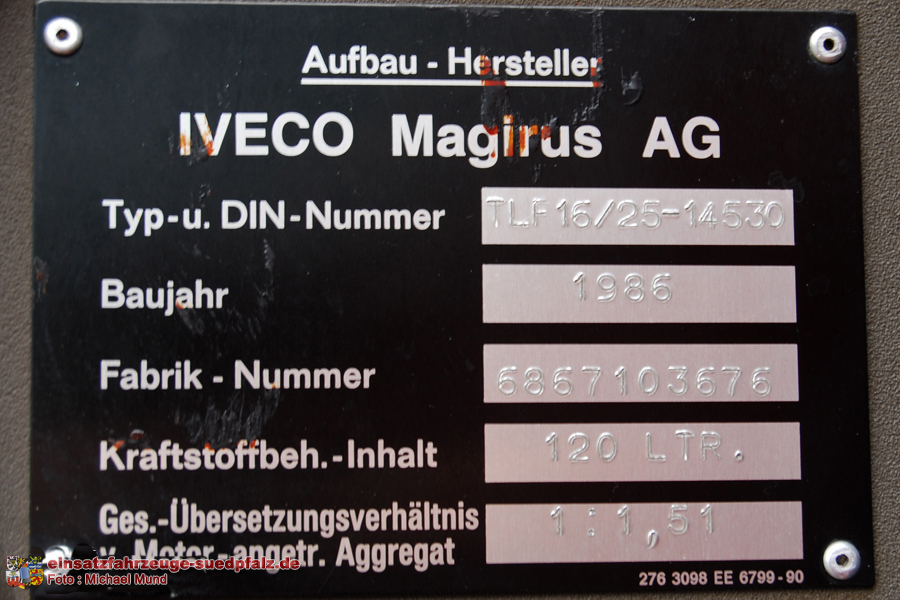 Aufbau - Hersteller
IVECO Magirus AG
Typ-u. DIN-Nummer TLF16/25-14530
Baujahr 1986
Fabrik - Nummer 6867103676
Kraftstoffbeh.-Inhalt 120 LTR.
Ges.-Übersetzungsverhältnis 1:1,51
v. Motor-angetr. Aggregat
276 3098 EE 6799-90
einsatzfahrzeuge-suedpfalz.de
Foto : Michael Mund